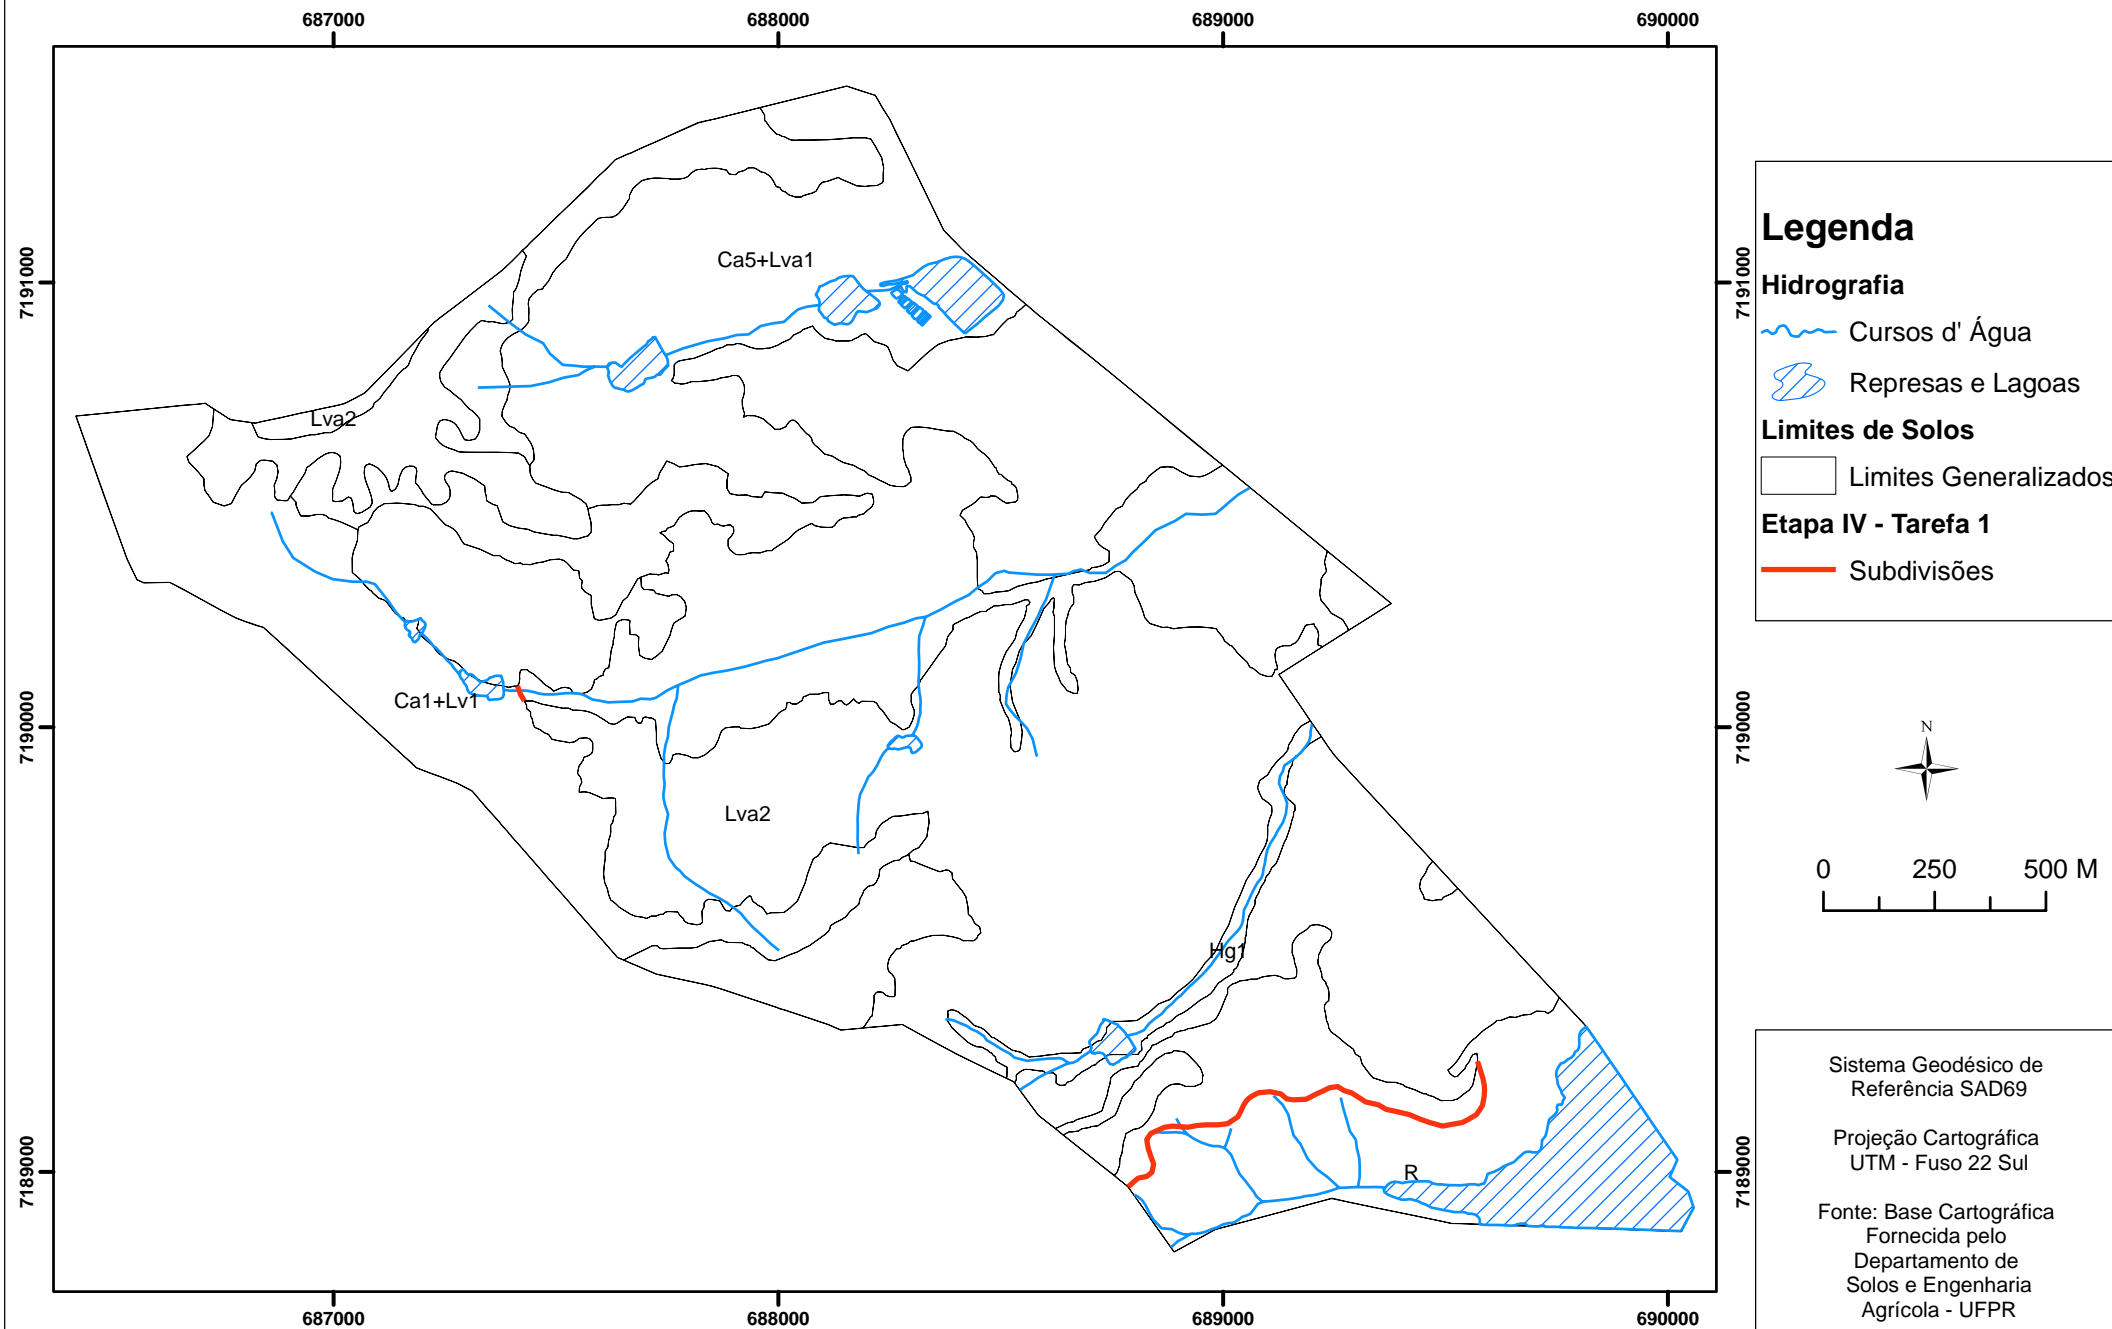 687000
688000
689000
690000
7191000
7190000
7189000
7191000
7190000
7189000
687000
688000
689000
690000
Ca5+Lva1
Lva2
Ca1+Lv1
Lva2
Hg1
R
Legenda
Hidrografia
Cursos d' Água
Represas e Lagoas
Limites de Solos
Limites Generalizados
Etapa IV - Tarefa 1
Subdivisões
N
0 250 500 M
Sistema Geodésico de
Referência SAD69
Projeção Cartográfica
UTM - Fuso 22 Sul
Fonte: Base Cartográfica
Fornecida pelo
Departamento de
Solos e Engenharia
Agrícola - UFPR